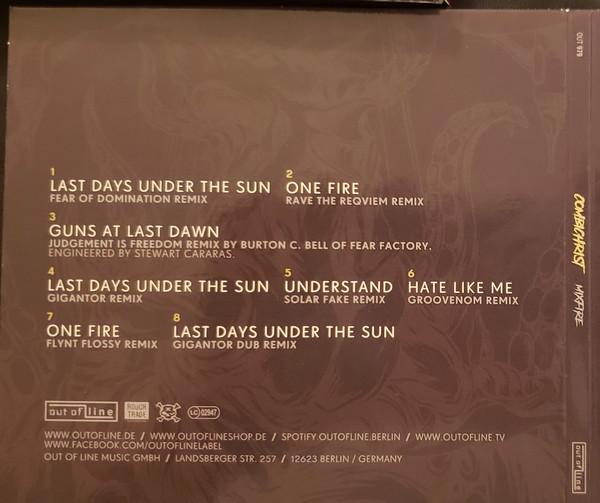 1
LAST DAYS UNDER THE SUN
FEAR OF DOMINATION REMIX
2
ONE FIRE
RAVE THE REQVIEM REMIX
3
GUNS AT LAST DAWN
JUDGEMENT IS FREEDOM REMIX BY BURTON C. BELL OF FEAR FACTORY.
ENGINEERED BY STEWART CARARAS.
4
LAST DAYS UNDER THE SUN
GIGANTOR REMIX
5
UNDERSTAND
SOLAR FAKE REMIX
6
HATE LIKE ME
GROOVENOM REMIX
7
ONE FIRE
FLYNT FLOSSY REMIX
8
LAST DAYS UNDER THE SUN
GIGANTOR DUB REMIX
out of line
ROUGH TRADE
LC 02947
WWW.OUTOFLINE.DE / WWW.OUTOFLINESHOP.DE / SPOTIFY.OUTOFLINE.BERLIN / WWW.OUTOFLINE.TV
WWW.FACEBOOK.COM/OUTOFLINELABEL
OUT OF LINE MUSIC GMBH / LANDSBERGER STR. 257 / 12623 BERLIN / GERMANY
OUT 979
COMBICHRIST MIXFIRE
out of line